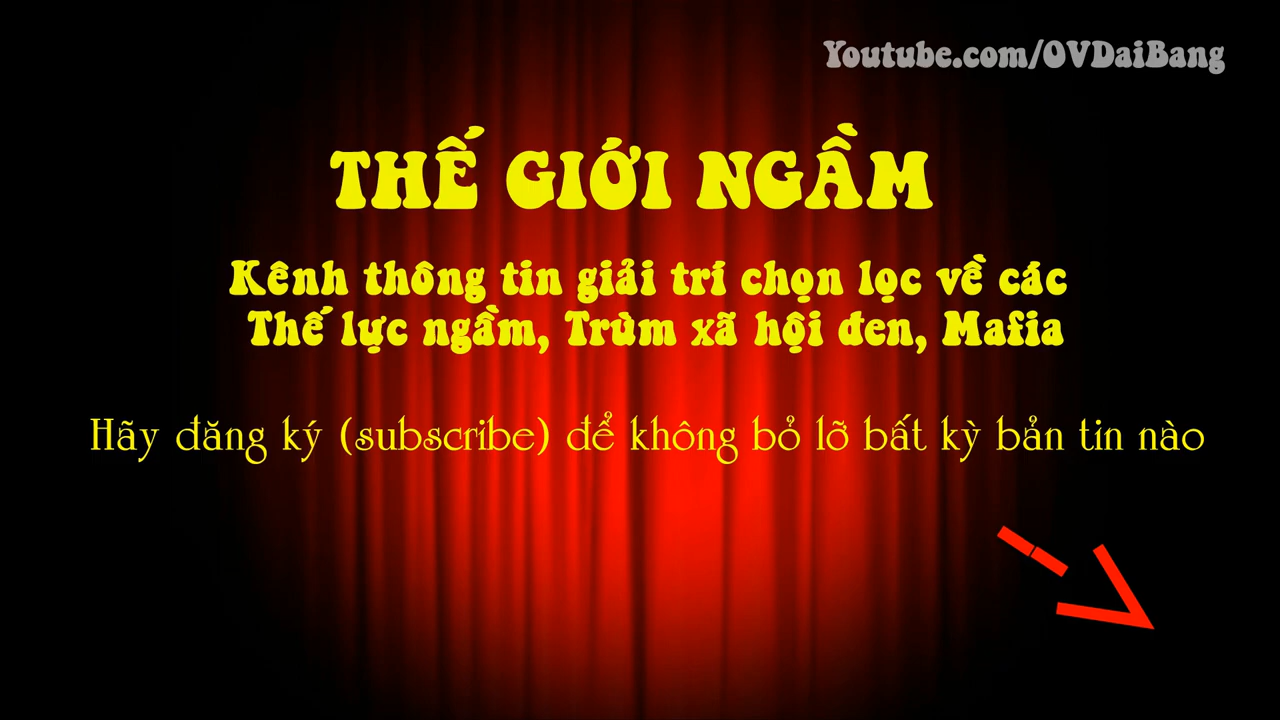 Youtube.com/OVDaiBang
THẾ GIỚI NGẦM
Kênh thông tin giải trí chọn lọc về các
Thế lực ngầm, Trùm xã hội đen, Mafia
Hãy đăng ký (subscribe) để không bỏ lỡ bất kỳ bản tin nào